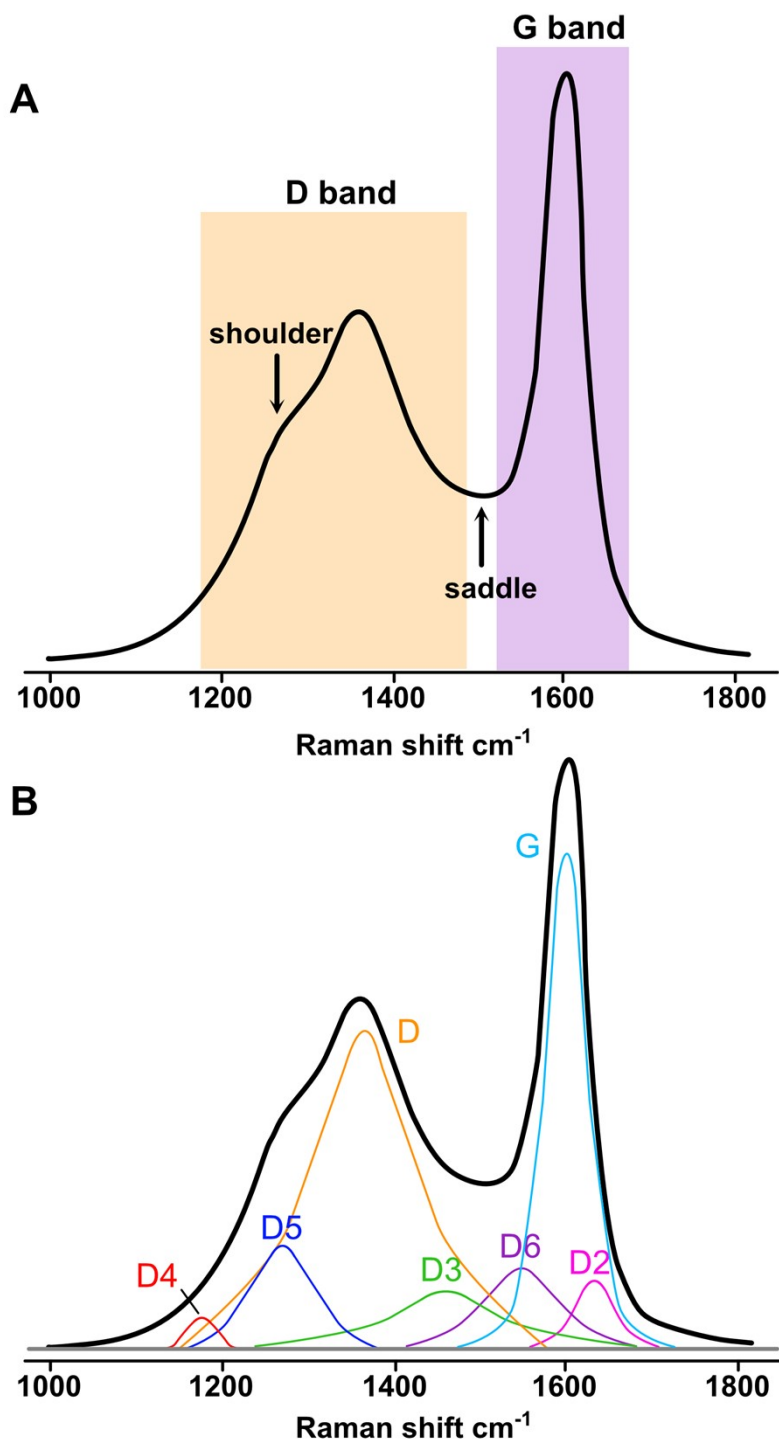 G band
A
D band
shoulder
saddle
1000 1200 1400 1600 1800
Raman shift cm-1
B
G
D
D5
D6
D3
D2
D4
1000 1200 1400 1600 1800
Raman shift cm-1